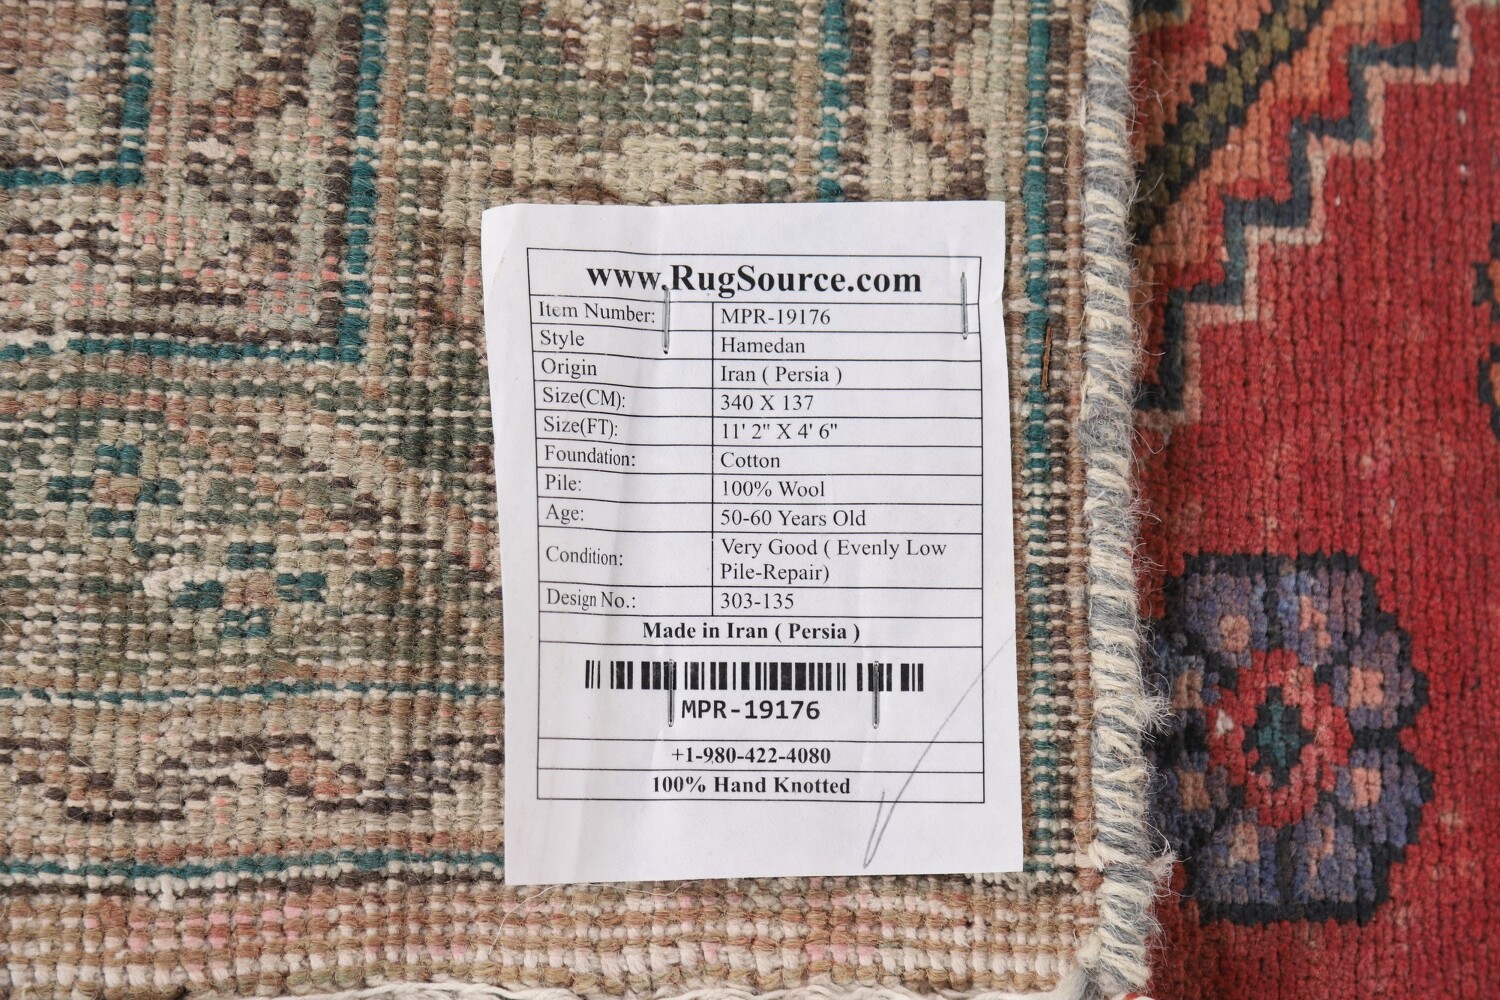 www.RugSource.com
Item Number: MPR-19176
Style Hamedan
Origin Iran ( Persia )
Size(CM): 340 X 137
Size(FT): 11' 2" X 4' 6"
Foundation: Cotton
Pile: 100% Wool
Age: 50-60 Years Old
Condition: Very Good ( Evenly Low
Pile-Repair)
Design No.: 303-135
Made in Iran ( Persia )
MPR-19176
+1-980-422-4080
100% Hand Knotted